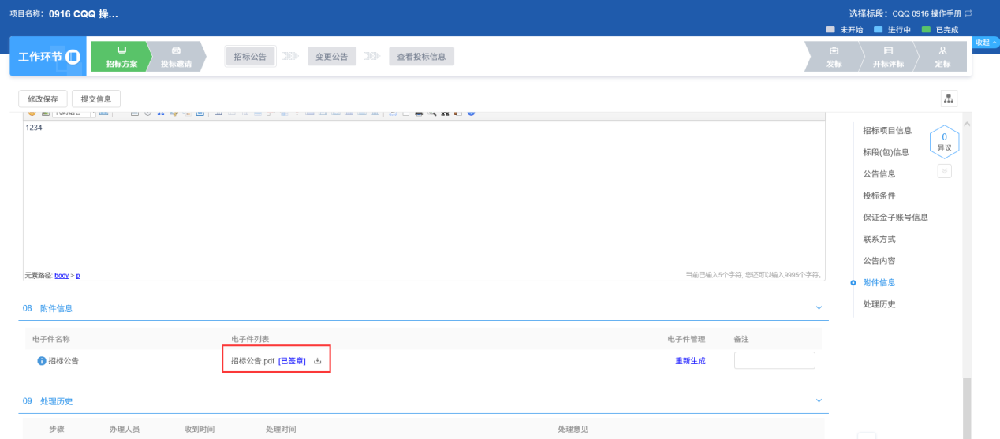 项目名称：0916 CQQ 操...
选择标段：CQQ 0916 操作手册
未开始 进行中 已完成
收起
工作环节
招标方案 投标邀请 招标公告 变更公告 查看投标信息 发标 开标评标 定标
修改保存 提交信息
代码语言
1234
元素路径: body > p
当前已输入5个字符, 您还可以输入9995个字符。
招标项目信息
标段(包)信息
公告信息
投标条件
保证金子账号信息
联系方式
公告内容
附件信息
处理历史
0
异议
08 附件信息
电子件名称 电子件列表 电子件管理 备注
招标公告 招标公告.pdf [已签章] 重新生成
09 处理历史
步骤 办理人员 收到时间 处理时间 处理意见